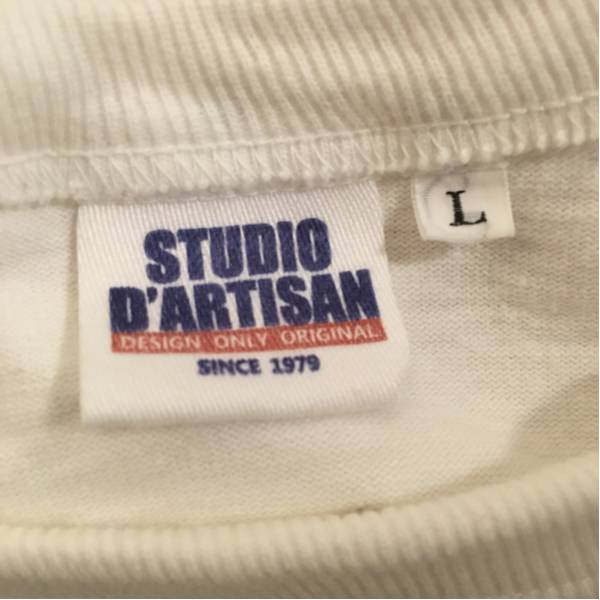 STUDIO
D'ARTISAN
DESIGN ONLY ORIGINAL
SINCE 1979
L